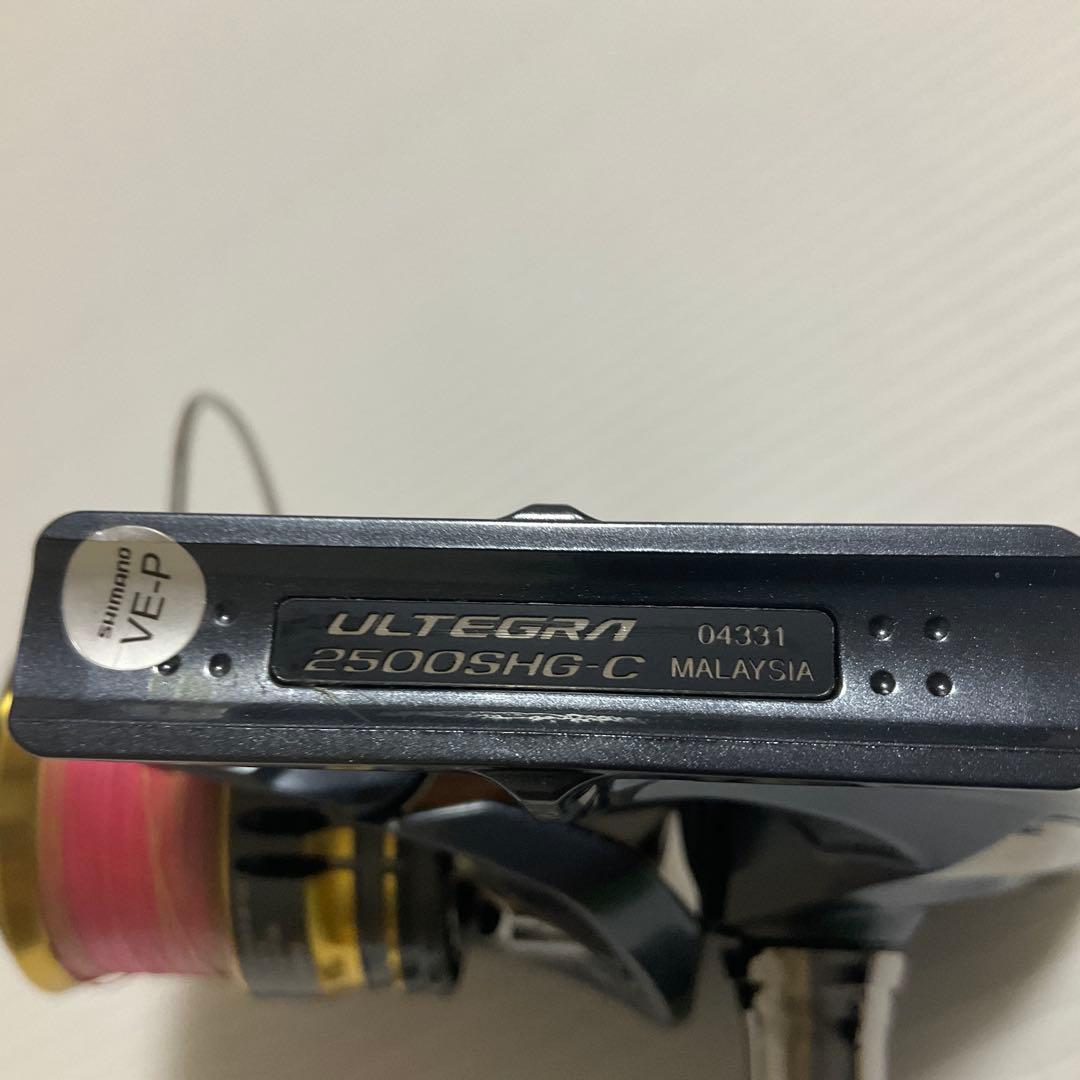 SHIMANO
VE-P
ULTEGRA 04331
2500SHG-C MALAYSIA